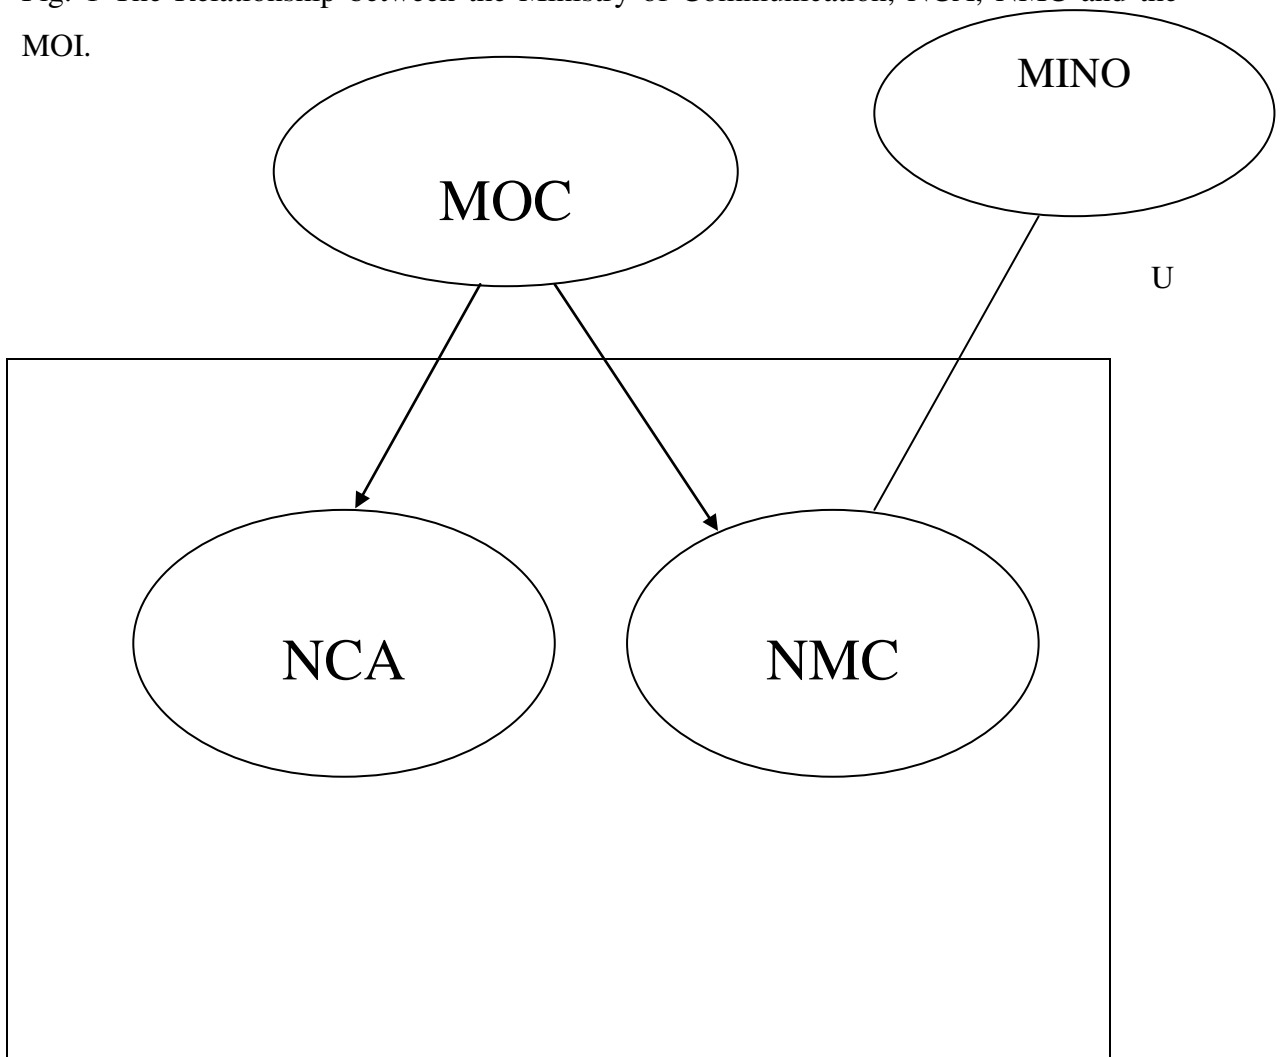 Fig. 1 The Relationship between the Ministry of Communication, NCA, NMC and the
MOI.
MINO
MOC
U
NCA
NMC